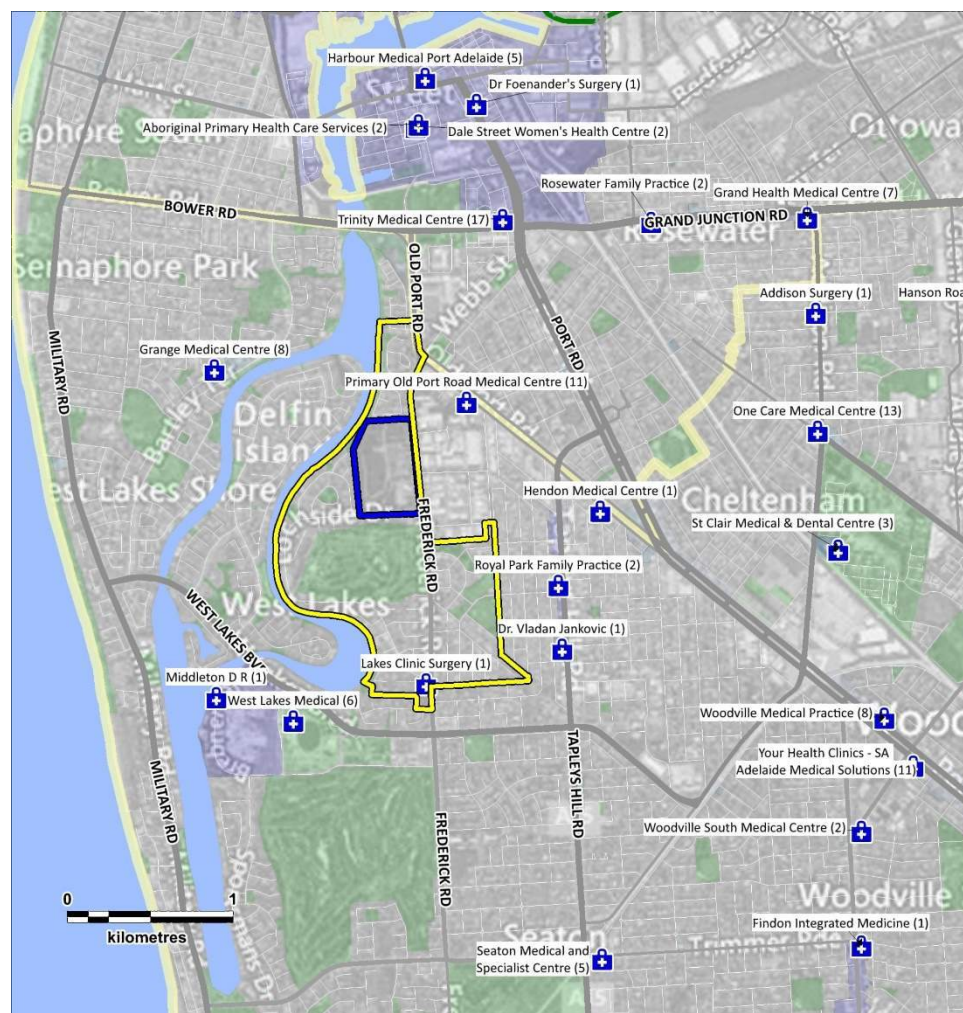 Harbour Medical Port Adelaide (5)
Street
Dr Foenander's Surgery (1)
Aboriginal Primary Health Care Services (2)
Dale Street Women's Health Centre (2)
aphore South
Ottowa
Rosewater Family Practice (2)
Grand Health Medical Centre (7)
BOWER RD
Bower Rd
Trinity Medical Centre (17)
GRAND JUNCTION RD
Rosewater
Semaphore Park
OLD PORT RD
Webb St
PORT RD
Addison Surgery (1)
Hanson Roa
MILITARY RD
Grange Medical Centre (8)
Primary Old Port Road Medical Centre (11)
Delfin
Island
Bartley
One Care Medical Centre (13)
est Lakes Shore
Hendon Medical Centre (1)
Cheltenham
St Clair Medical & Dental Centre (3)
FREDERICK RD
Royal Park Family Practice (2)
West Lakes
WEST LAKES BVD
Dr. Vladan Jankovic (1)
Lakes Clinic Surgery (1)
Middleton D R (1)
West Lakes Medical (6)
Woodville Medical Practice (8)
Wood
Your Health Clinics - SA
Adelaide Medical Solutions (11)
TAPLEYS HILL RD
MILITARY RD
Woodville South Medical Centre (2)
FREDERICK RD
0 1
kilometres
Woodville
Findon Integrated Medicine (1)
Seaton
Trimmer Pde
Seaton Medical and
Specialist Centre (5)